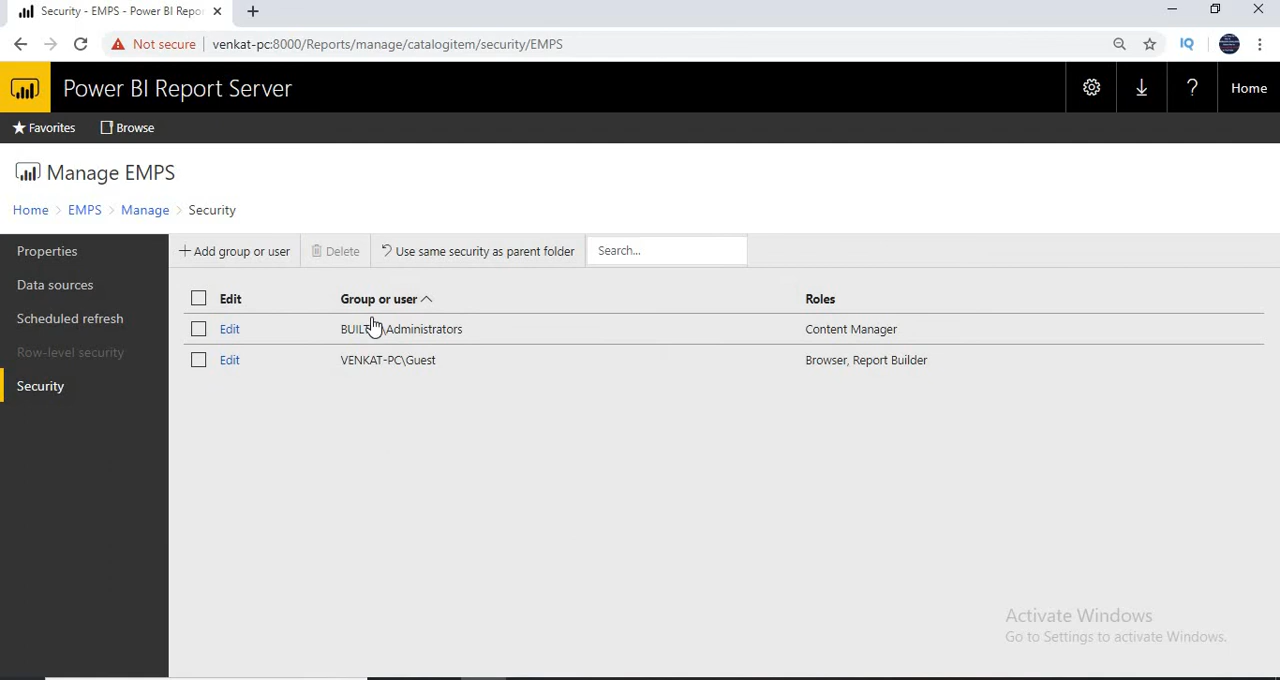 Security - EMPS - Power BI Repor
Not secure venkat-pc:8000/Reports/manage/catalogitem/security/EMPS
IQ
Power BI Report Server
? Home
Favorites Browse
Manage EMPS
Home > EMPS > Manage > Security
Properties
Data sources
Scheduled refresh
Row-level security
Security
+ Add group or user Delete Use same security as parent folder Search...
Edit Group or user Roles
Edit BUILT\Administrators Content Manager
Edit VENKAT-PC\Guest Browser, Report Builder
Activate Windows
Go to Settings to activate Windows.